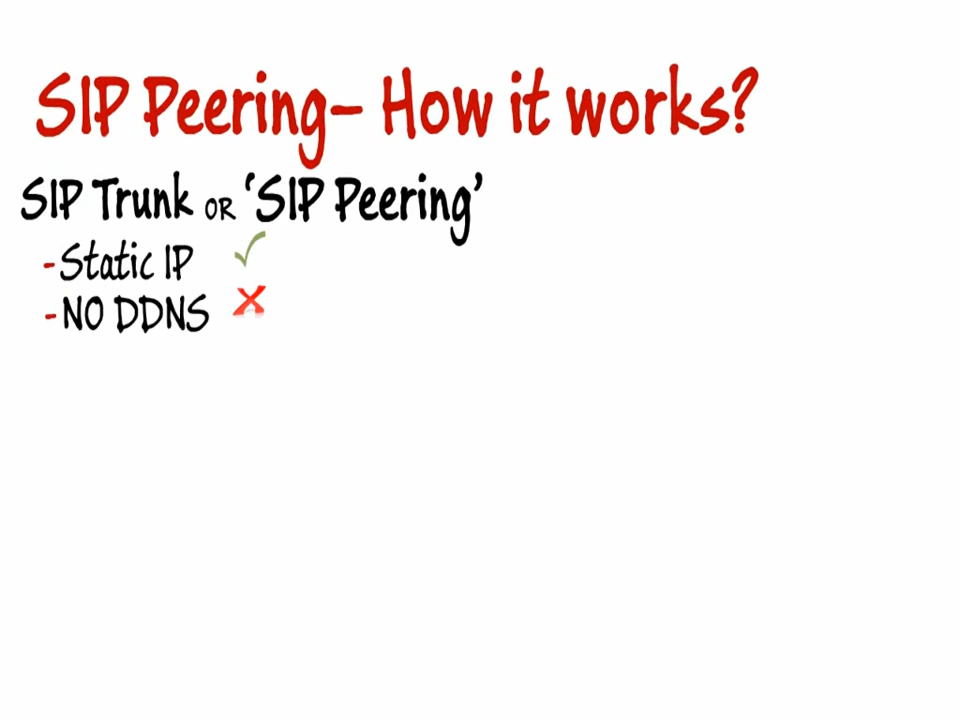 SIP Peering– How it works?
SIP Trunk OR ‘SIP Peering’
-Static IP ✓
-NO DDNS ✗